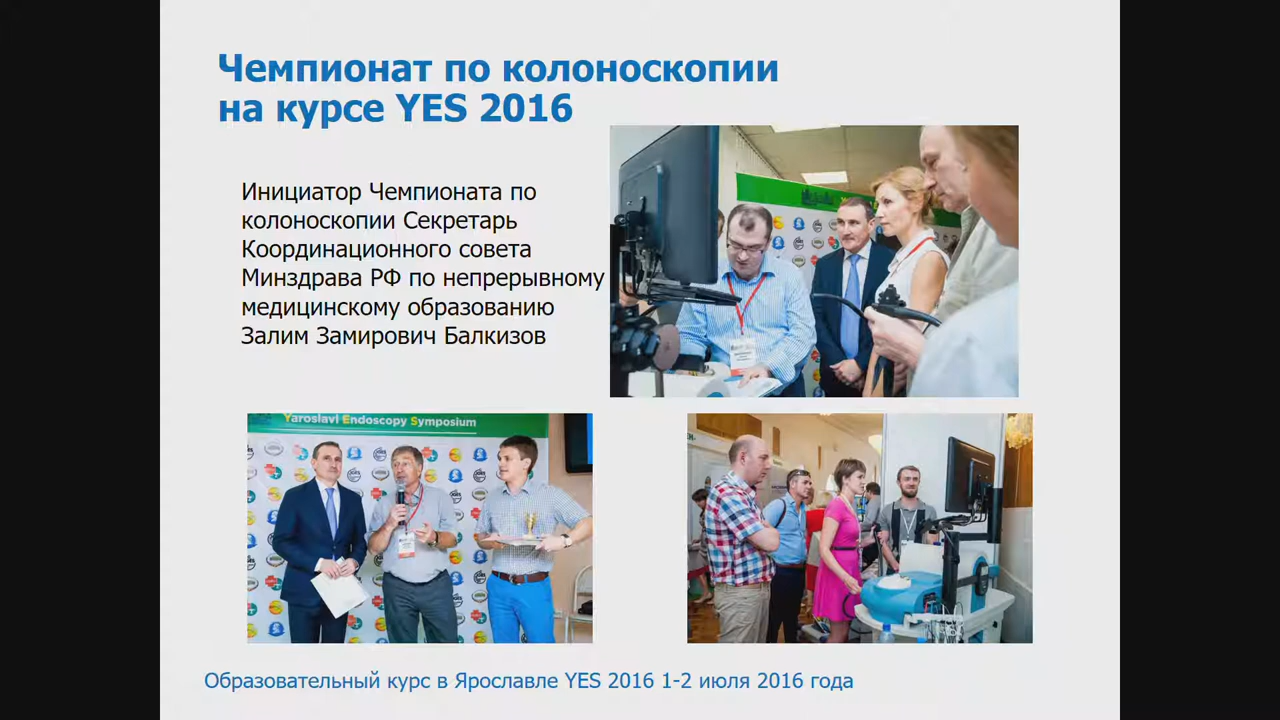 Чемпионат по колоноскопии
на курсе YES 2016
Инициатор Чемпионата по
колоноскопии Секретарь
Координационного совета
Минздрава РФ по непрерывному
медицинскому образованию
Залим Замирович Балкизов
Yaroslavl Endoscopy Symposium
Образовательный курс в Ярославле YES 2016 1-2 июля 2016 года